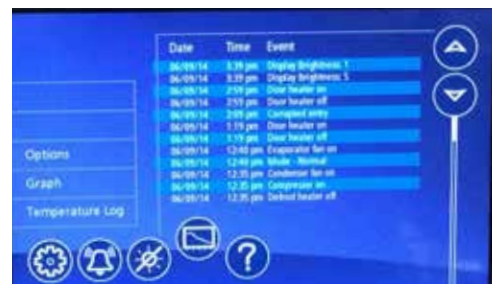 Date Time Event
06/09/14 3:39 pm Display Brightness: 1
06/09/14 3:39 pm Display Brightness: 5
06/09/14 2:59 pm Door heater on
06/09/14 2:59 pm Door heater off
06/09/14 2:09 pm Corrupted entry
06/09/14 1:19 pm Door heater on
06/09/14 1:19 pm Door heater off
06/09/14 12:40 pm Evaporator fan on
06/09/14 12:40 pm Mode - Normal
06/09/14 12:35 pm Condenser fan on
06/09/14 12:35 pm Compressor on
06/09/14 12:35 pm Defrost heater off
Options
Graph
Temperature Log
?